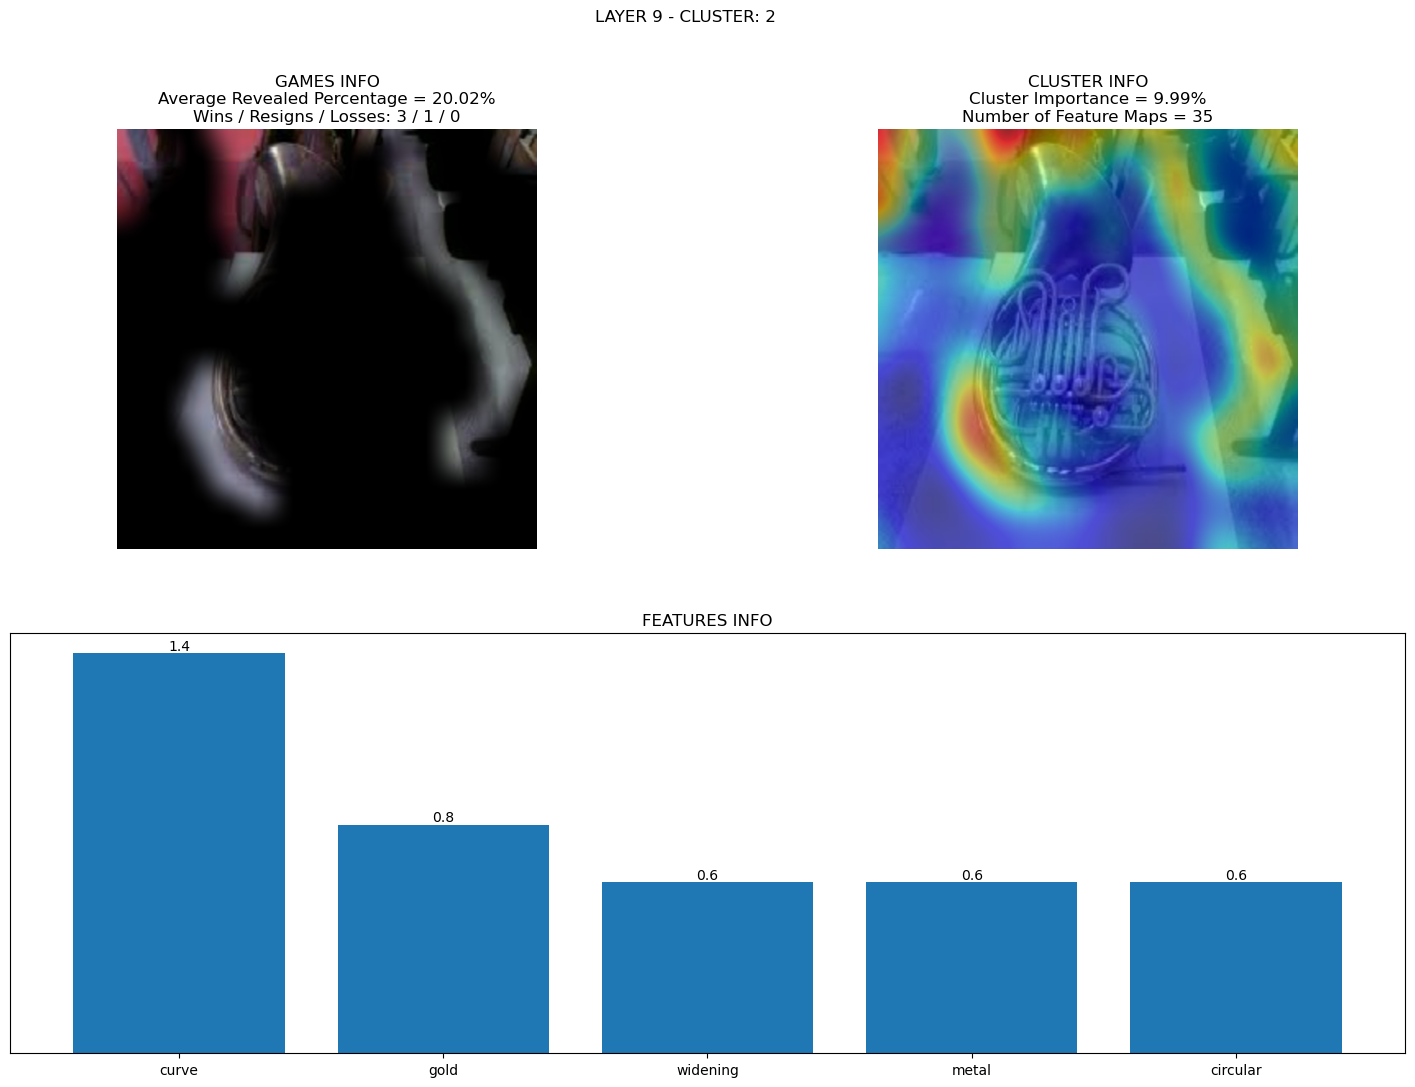 LAYER 9 - CLUSTER: 2
GAMES INFO
Average Revealed Percentage = 20.02%
Wins / Resigns / Losses: 3 / 1 / 0
CLUSTER INFO
Cluster Importance = 9.99%
Number of Feature Maps = 35
FEATURES INFO
1.4
0.8
0.6
0.6
0.6
curve
gold
widening
metal
circular